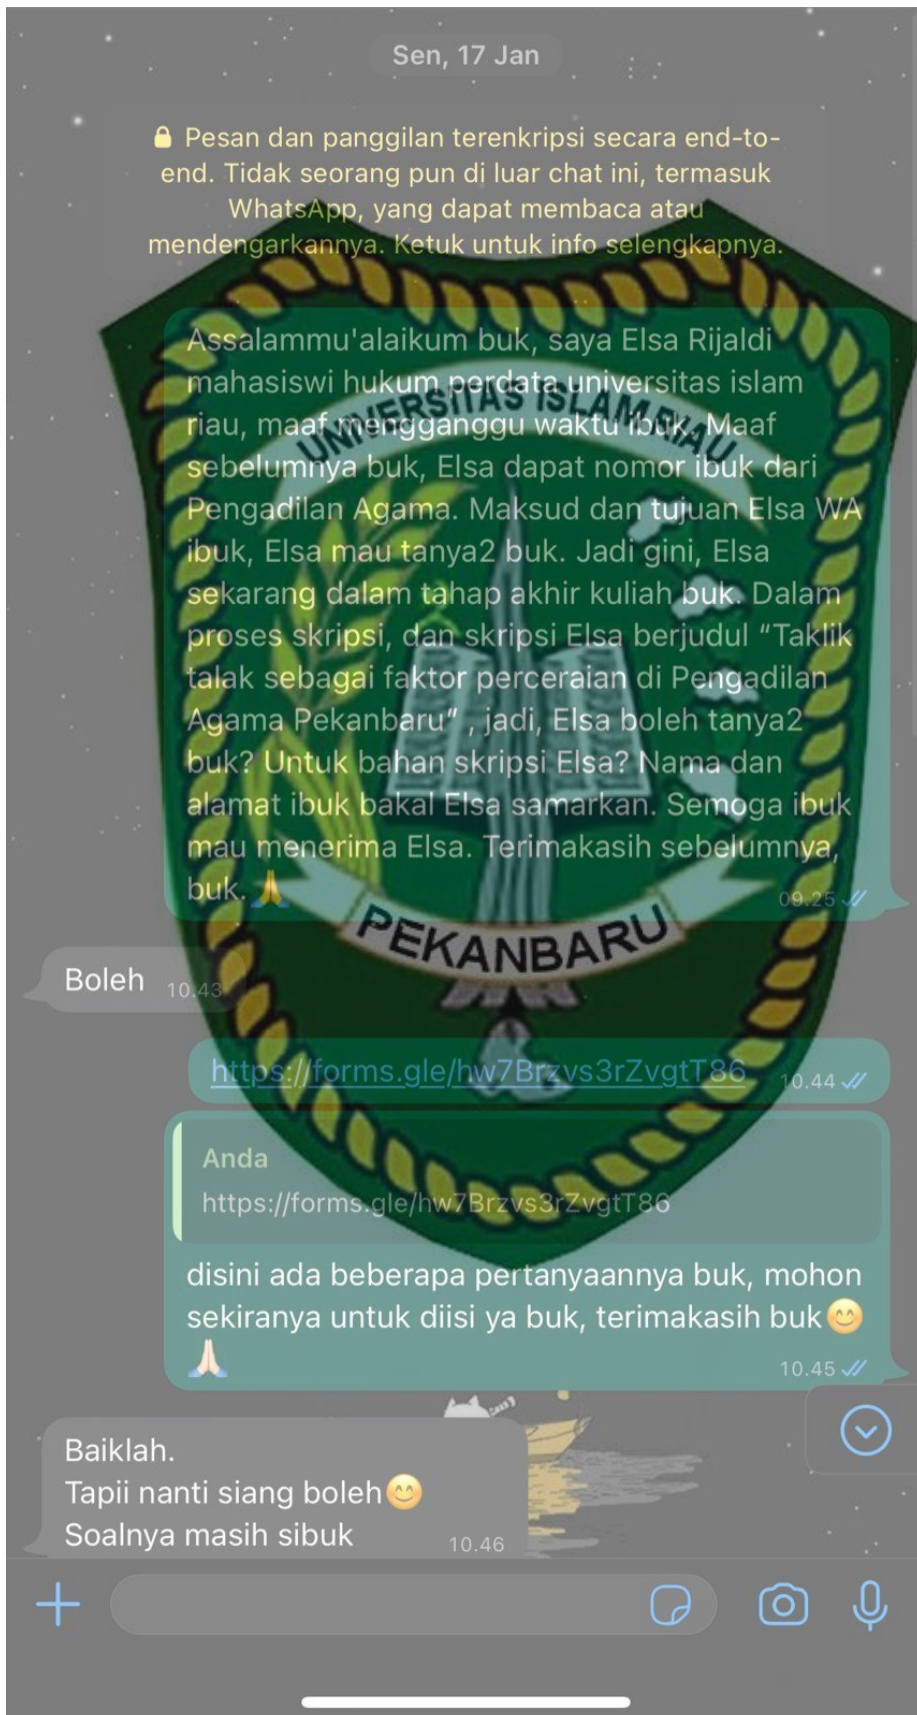 Sen, 17 Jan
🔒 Pesan dan panggilan terenkripsi secara end-to-
end. Tidak seorang pun di luar chat ini, termasuk
WhatsApp, yang dapat membaca atau
mendengarkannya. Ketuk untuk info selengkapnya.
Assalammu'alaikum buk, saya Elsa Rijaldi
mahasiswi hukum perdata universitas islam
riau, maaf mengganggu waktu ibuk. Maaf
sebelumnya buk, Elsa dapat nomor ibuk dari
Pengadilan Agama. Maksud dan tujuan Elsa WA
ibuk, Elsa mau tanya2 buk. Jadi gini, Elsa
sekarang dalam tahap akhir kuliah buk. Dalam
proses skripsi, dan skripsi Elsa berjudul “Taklik
talak sebagai faktor perceraian di Pengadilan
Agama Pekanbaru” , jadi, Elsa boleh tanya2
buk? Untuk bahan skripsi Elsa? Nama dan
alamat ibuk bakal Elsa samarkan. Semoga ibuk
mau menerima Elsa. Terimakasih sebelumnya,
buk.🙏 09.25
UNIVERSITAS ISLAM RIAU
PEKANBARU
Boleh 10.43
https://forms.gle/hw7Brzvs3rZvgtT86 10.44
Anda
https://forms.gle/hw7Brzvs3rZvgtT86
disini ada beberapa pertanyaannya buk, mohon
sekiranya untuk diisi ya buk, terimakasih buk😊
🙏🏻 10.45
Baiklah.
Tapii nanti siang boleh😊
Soalnya masih sibuk 10.46